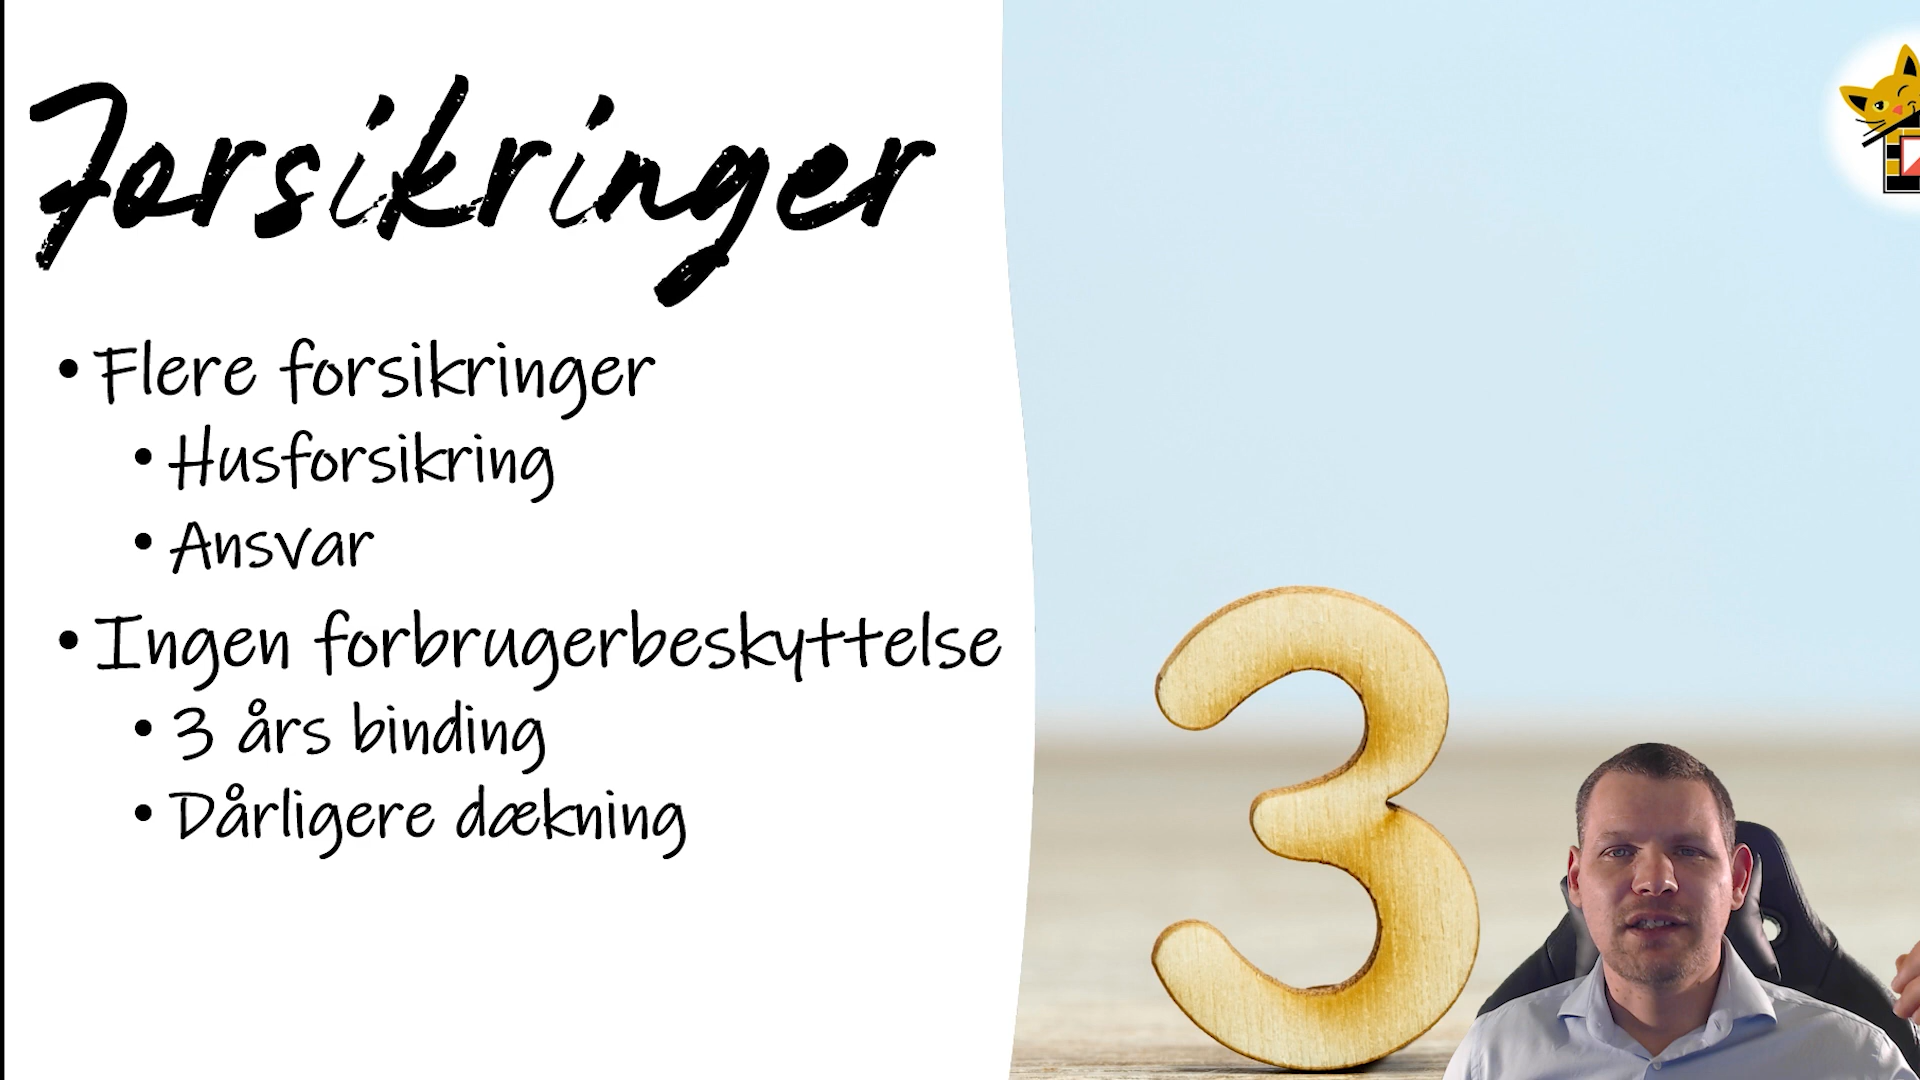 Forsikringer
• Flere forsikringer
• Husforsikring
• Ansvar
• Ingen forbrugerbeskyttelse
• 3 års binding
• Dårligere dækning
3